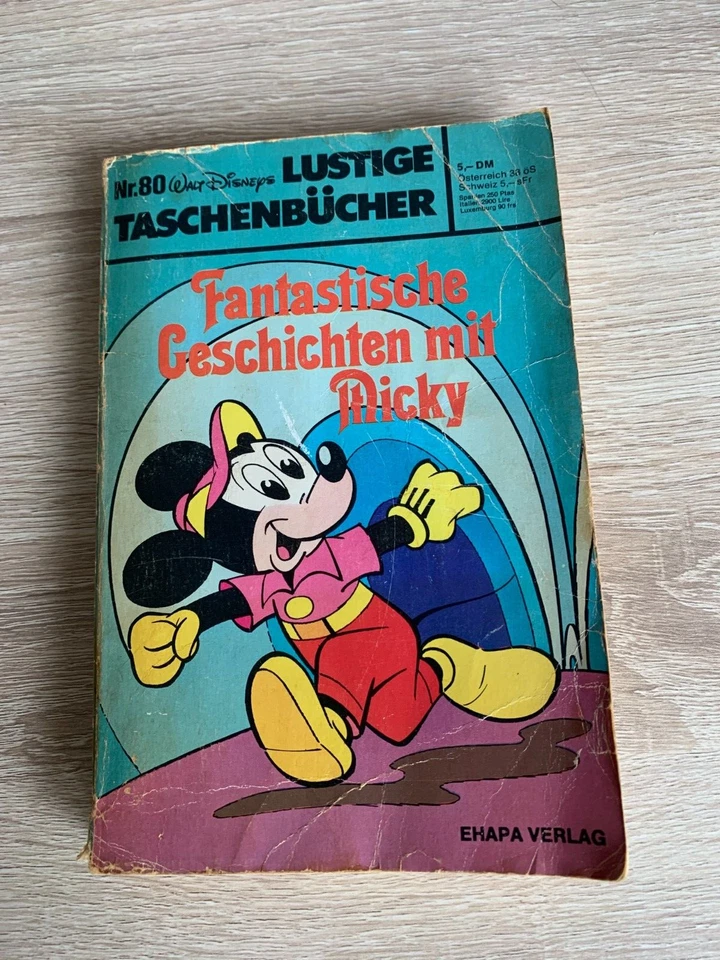 Nr.80 Walt Disneys LUSTIGE
TASCHENBÜCHER
5,–DM
Österreich 38 öS
Schweiz 5,–sFr
Spanien 250 Ptas
Italien 2900 Lire
Luxemburg 90 frs
Fantastische
Geschichten mit
Micky
EHAPA VERLAG